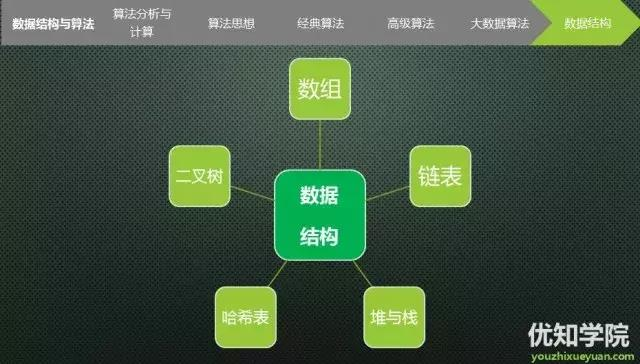 数据结构与算法
算法分析与
计算
算法思想
经典算法
高级算法
大数据算法
数据结构
数组
二叉树
链表
数据
结构
哈希表
堆与栈
优知学院
youzhixueyuan.com